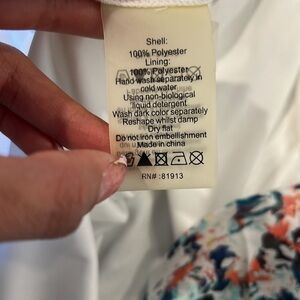 Shell:
100% Polyester
Lining:
100% Polyester
Hand wash separately in
cold water
Using non-biological
liquid detergent
Wash dark color separately
Reshape whilst damp
Dry flat
Do not iron embellishment
Made in china
RN# :81913